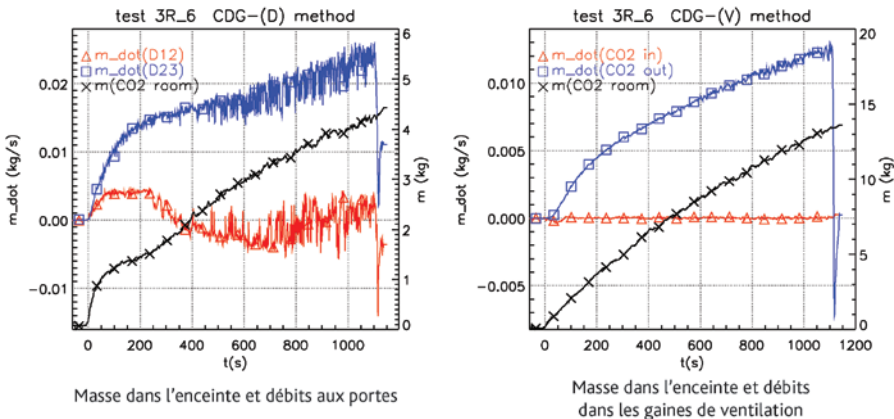 test 3R_6 CDG-(D) method
m_dot(D12)
m_dot(D23)
m(CO2 room)
m_dot (kg/s)
0.02
0.01
0.00
-0.01
6
5
4
3
2
1
0
m (kg)
0 200 400 600 800 1000
t(s)
Masse dans l'enceinte et débits aux portes
test 3R_6 CDG-(V) method
m_dot(CO2 in)
m_dot(CO2 out)
m(CO2 room)
m_dot (kg/s)
0.010
0.005
0.000
-0.005
20
15
10
5
0
m (kg)
0 200 400 600 800 1000 1200
t(s)
Masse dans l'enceinte et débits
dans les gaines de ventilation